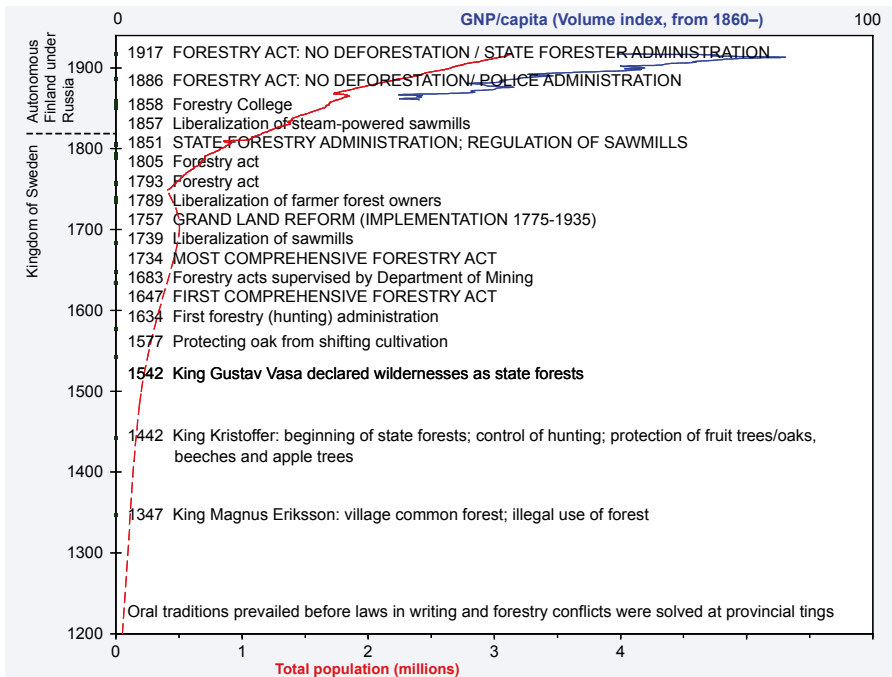 0 GNP/capita (Volume index, from 1860–) 100
Autonomous
Finland under
Russia
Kingdom of Sweden
1900
1800
1700
1600
1500
1400
1300
1200
1917 FORESTRY ACT: NO DEFORESTATION / STATE FORESTER ADMINISTRATION
1886 FORESTRY ACT: NO DEFORESTATION/ POLICE ADMINISTRATION
1858 Forestry College
1857 Liberalization of steam-powered sawmills
1851 STATE FORESTRY ADMINISTRATION; REGULATION OF SAWMILLS
1805 Forestry act
1793 Forestry act
1789 Liberalization of farmer forest owners
1757 GRAND LAND REFORM (IMPLEMENTATION 1775-1935)
1739 Liberalization of sawmills
1734 MOST COMPREHENSIVE FORESTRY ACT
1683 Forestry acts supervised by Department of Mining
1647 FIRST COMPREHENSIVE FORESTRY ACT
1634 First forestry (hunting) administration
1577 Protecting oak from shifting cultivation
1542 King Gustav Vasa declared wildernesses as state forests
1442 King Kristoffer: beginning of state forests; control of hunting; protection of fruit trees/oaks,
beeches and apple trees
1347 King Magnus Eriksson: village common forest; illegal use of forest
Oral traditions prevailed before laws in writing and forestry conflicts were solved at provincial tings
0 1 2 3 4
Total population (millions)